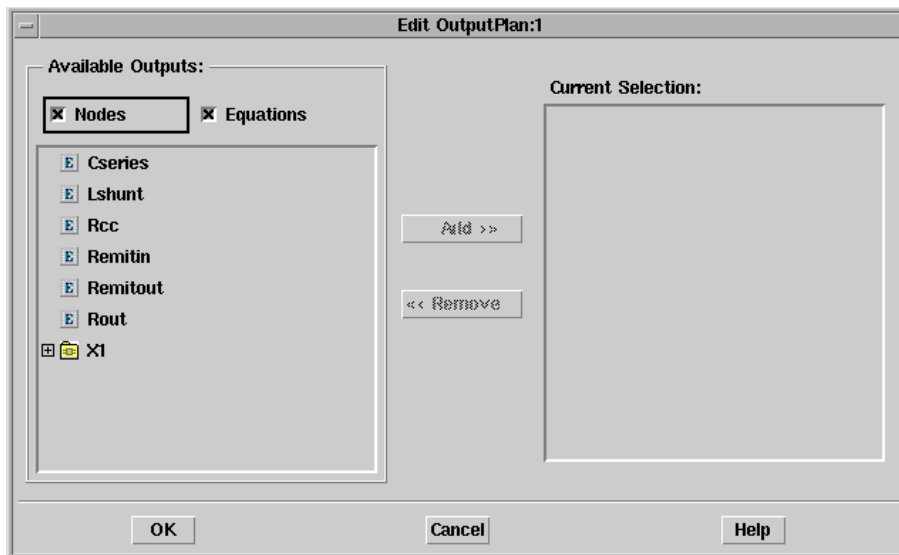 Edit OutputPlan:1
Available Outputs:
Nodes
Equations
Cseries
Lshunt
Rcc
Remitin
Remitout
Rout
X1
Add >>
<< Remove
Current Selection:
OK
Cancel
Help